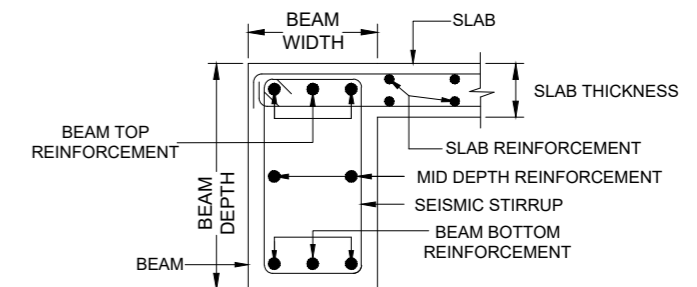 BEAM
WIDTH
SLAB
SLAB THICKNESS
BEAM TOP
REINFORCEMENT
SLAB REINFORCEMENT
MID DEPTH REINFORCEMENT
BEAM
DEPTH
SEISMIC STIRRUP
BEAM BOTTOM
REINFORCEMENT
BEAM